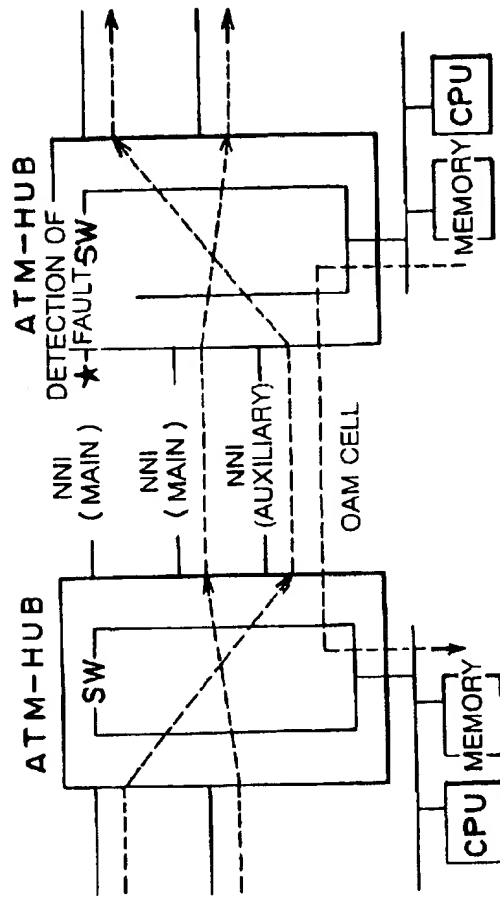 ATM-HUB
SW
CPU
MEMORY
NNI
(MAIN)
NNI
(MAIN)
NNI
(AUXILIARY)
OAM CELL
ATM-HUB
DETECTION OF
★ FAULT
SW
MEMORY
CPU